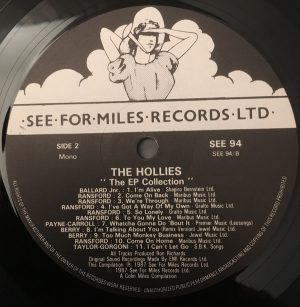 ·SEE·FOR·MILES·RECORDS·LTD·
SIDE 2
Mono
SEE 94
SEE 94/B
THE HOLLIES
"The EP Collection"
BALLARD Jnr. : 1. I'm Alive : Shapiro Bernstein Ltd.
RANSFORD : 2. Come On Back : Maribus Music Ltd.
RANSFORD : 3. We're Through : Maribus Music Ltd.
RANSFORD : 4. I've Got A Way Of My Own : Gralto Music Ltd.
RANSFORD : 5. So Lonely : Gralto Music Ltd.
RANSFORD : 6. To You My Love : Maribus Music Ltd.
PAYNE-CARROLL : 7. Whatcha Gonna Do 'Bout It : Premier Music (Lessongs)
BERRY : 8. I'm Talking About You (Remix Version) Jewel Music Ltd.
BERRY : 9. Too Much Monkey Business : Jewel Music Ltd.
RANSFORD : 10. Come On Home : Maribus Music Ltd.
TAYLOR-GORGONI : 11. I Can't Let Go : S.B.K. Songs
All Tracks Produced Ron Richards
Original Sound Recordings Made by EMI Records Ltd.
This Compilation ℗ 1987 See For Miles Records Ltd.
1987 See For Miles Records Ltd.
A Colin Miles Compilation